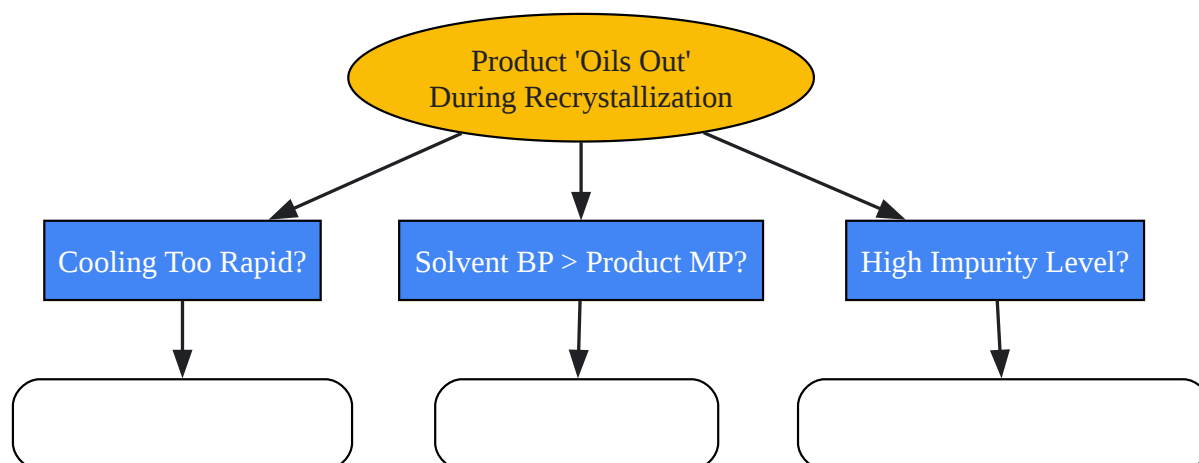 Product 'Oils Out'
During Recrystallization
Cooling Too Rapid?
Solvent BP > Product MP?
High Impurity Level?